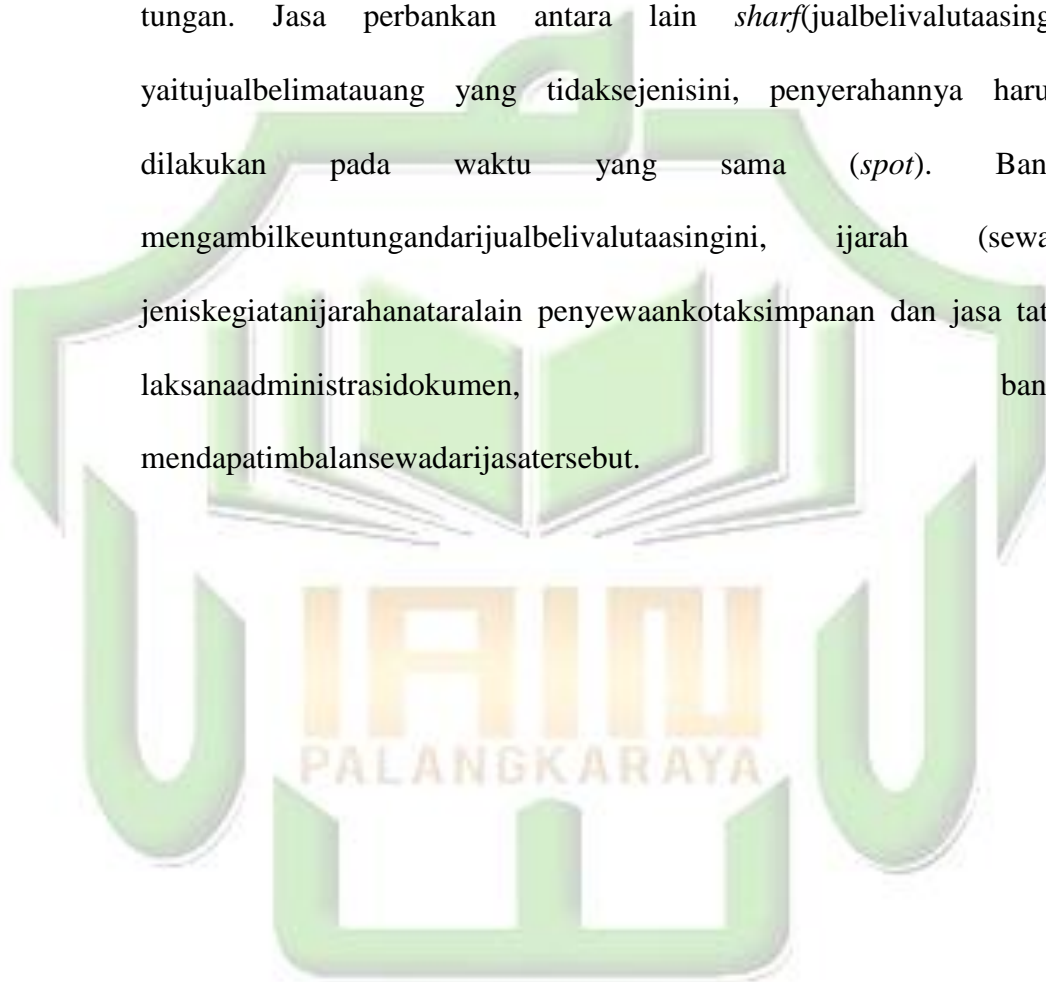 tungan. Jasa perbankan antara lain sharf(jualbelivalutaasing
yaitujualbelimatauang yang tidaksejenisini, penyerahannya haru
dilakukan pada waktu yang sama (spot). Ban
mengambilkeuntungandarijualbelivalutaasingini, ijarah (sewa
jeniskegiatanijarahanataralain penyewaankotaksimpanan dan jasa tat
laksanaadministrasidokumen, ban
mendapatimbalansewadarijasatersebut.
IAIN
PALANGKARAYA